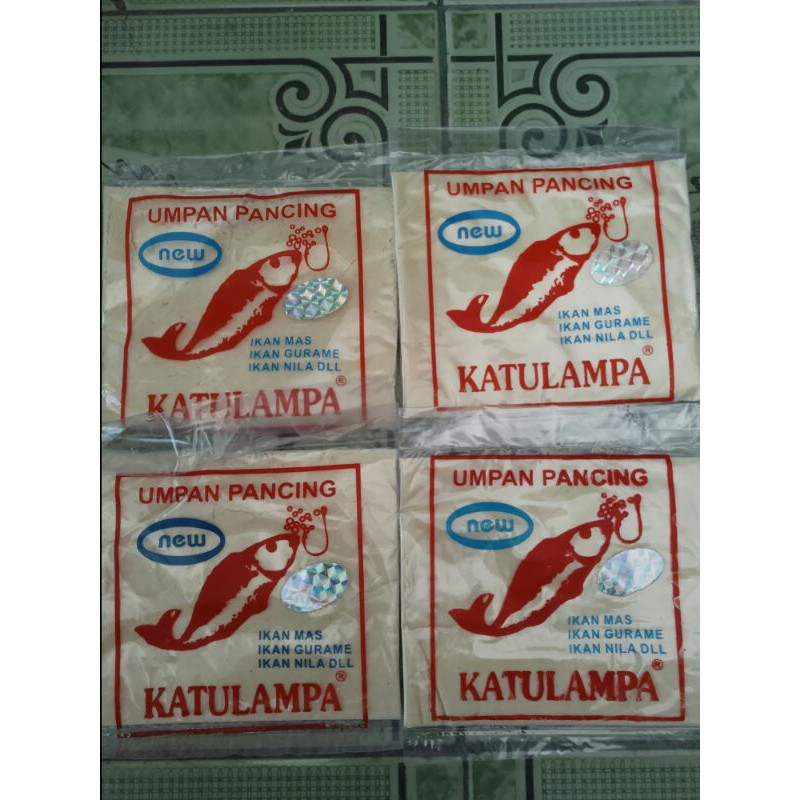 UMPAN PANCING
new
IKAN MAS
IKAN GURAME
IKAN NILA DLL
KATULAMPA®
UMPAN PANCING
new
IKAN MAS
IKAN GURAME
IKAN NILA DLL
KATULAMPA®
UMPAN PANCING
new
IKAN MAS
IKAN GURAME
IKAN NILA DLL
KATULAMPA®
UMPAN PANCING
new
IKAN MAS
IKAN GURAME
IKAN NILA DLL
KATULAMPA®